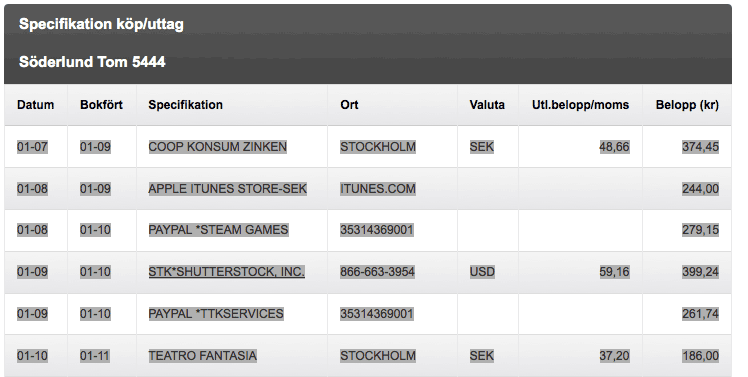 Specifikation köp/uttag
Söderlund Tom 5444
Datum Bokfört Specifikation Ort Valuta Utl.belopp/moms Belopp (kr)
01-07 01-09 COOP KONSUM ZINKEN STOCKHOLM SEK 48,66 374,45
01-08 01-09 APPLE ITUNES STORE-SEK ITUNES.COM 244,00
01-08 01-10 PAYPAL *STEAM GAMES 35314369001 279,15
01-09 01-10 STK*SHUTTERSTOCK, INC. 866-663-3954 USD 59,16 399,24
01-09 01-10 PAYPAL *TTKSERVICES 35314369001 261,74
01-10 01-11 TEATRO FANTASIA STOCKHOLM SEK 37,20 186,00